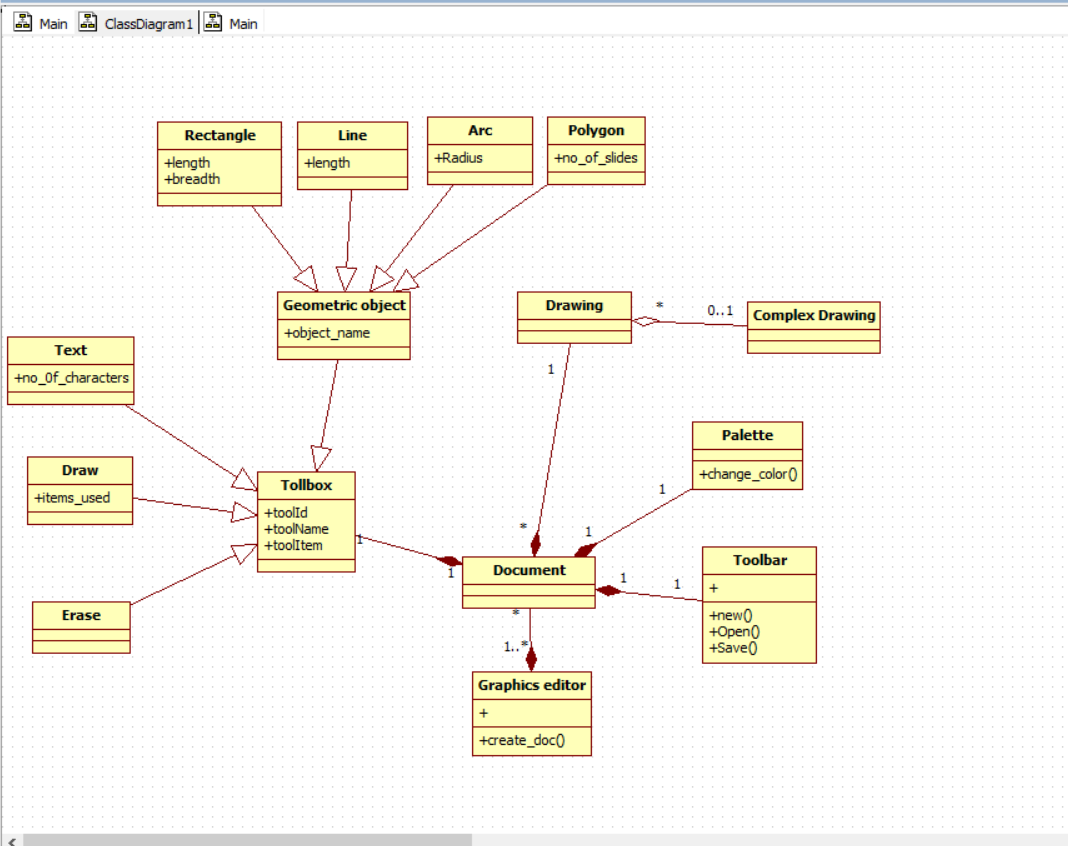 Main
ClassDiagram1
Main
Rectangle
+length
+breadth
Line
+length
Arc
+Radius
Polygon
+no_of_slides
Geometric object
+object_name
Drawing
*
0..1
Complex Drawing
Text
+no_0f_characters
1
Palette
+change_color()
Draw
+items_used
Tollbox
+toolId
+toolName
+toolItem
1
1
*
1
1
Document
1
1
Toolbar
+
+new()
+Open()
+Save()
Erase
*
1..*
Graphics editor
+
+create_doc()